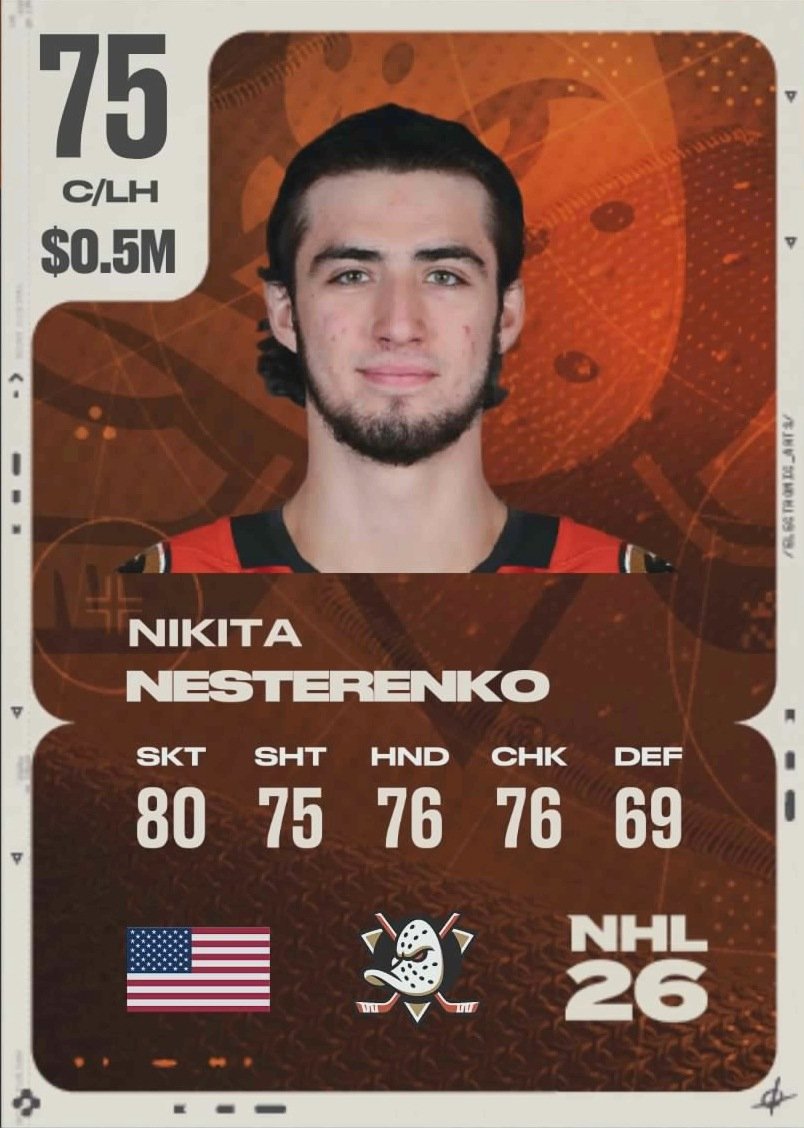 75
C/LH
$0.5M
NIKITA
NESTERENKO
SKT SHT HND CHK DEF
80 75 76 76 69
NHL
26